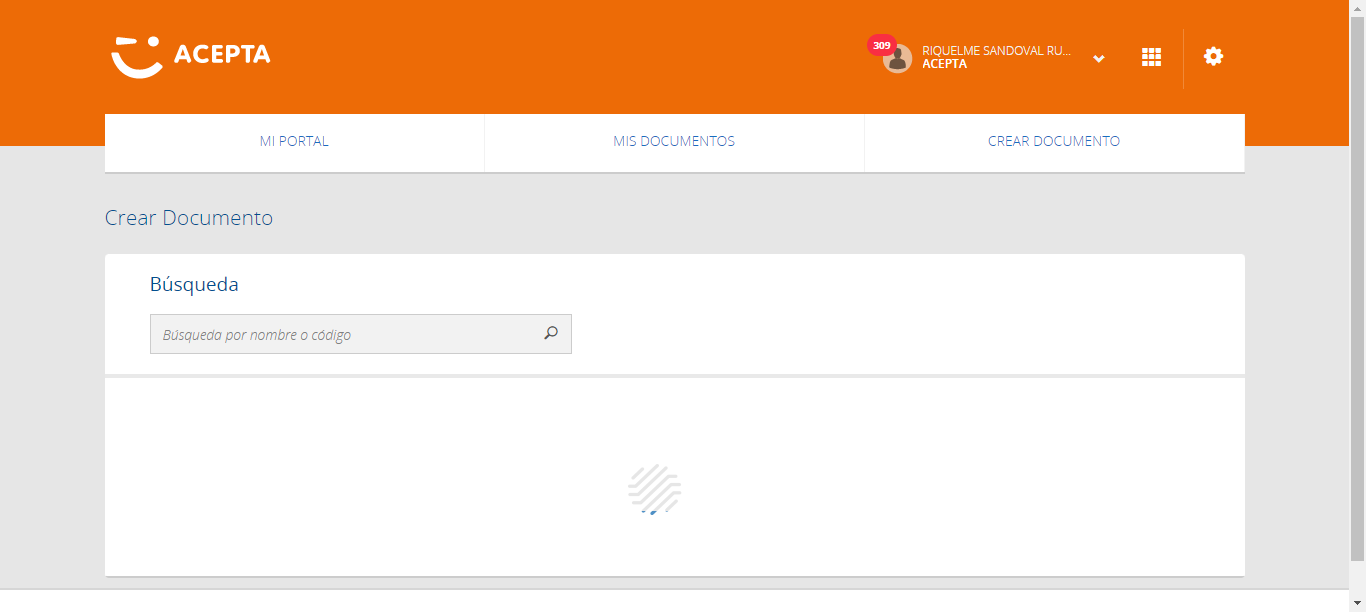 ACEPTA
309
RIQUELME SANDOVAL RU...
ACEPTA
MI PORTAL
MIS DOCUMENTOS
CREAR DOCUMENTO
Crear Documento
Búsqueda
Búsqueda por nombre o código